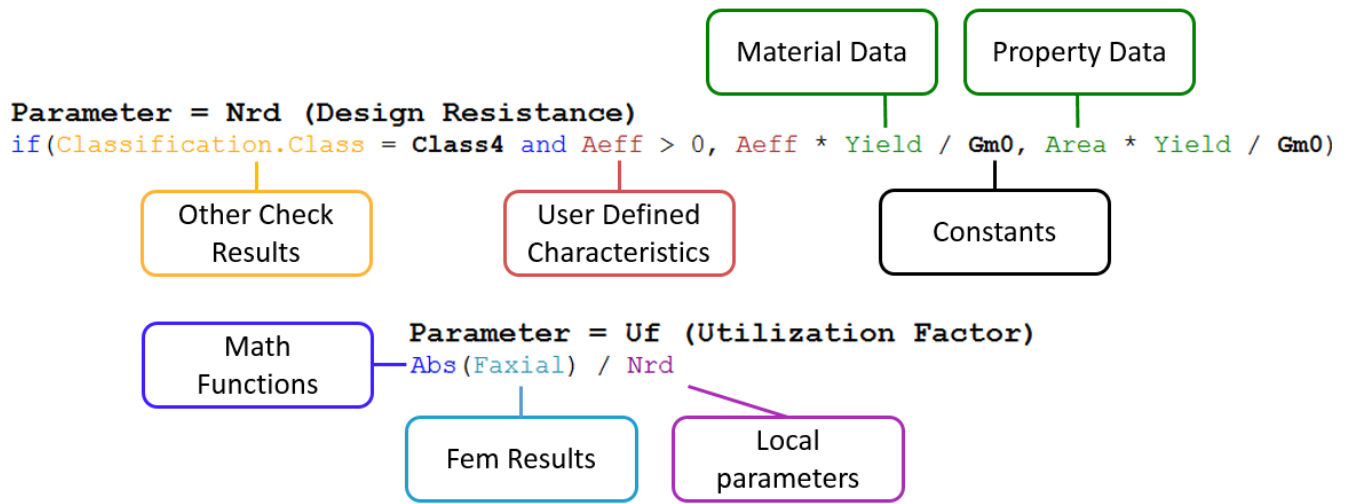 Material Data
Property Data
Parameter = Nrd (Design Resistance)
if(Classification.Class = Class4 and Aeff > 0, Aeff * Yield / Gm0, Area * Yield / Gm0)
Other Check
Results
User Defined
Characteristics
Constants
Parameter = Uf (Utilization Factor)
Math
Functions
Abs(Faxial) / Nrd
Fem Results
Local
parameters